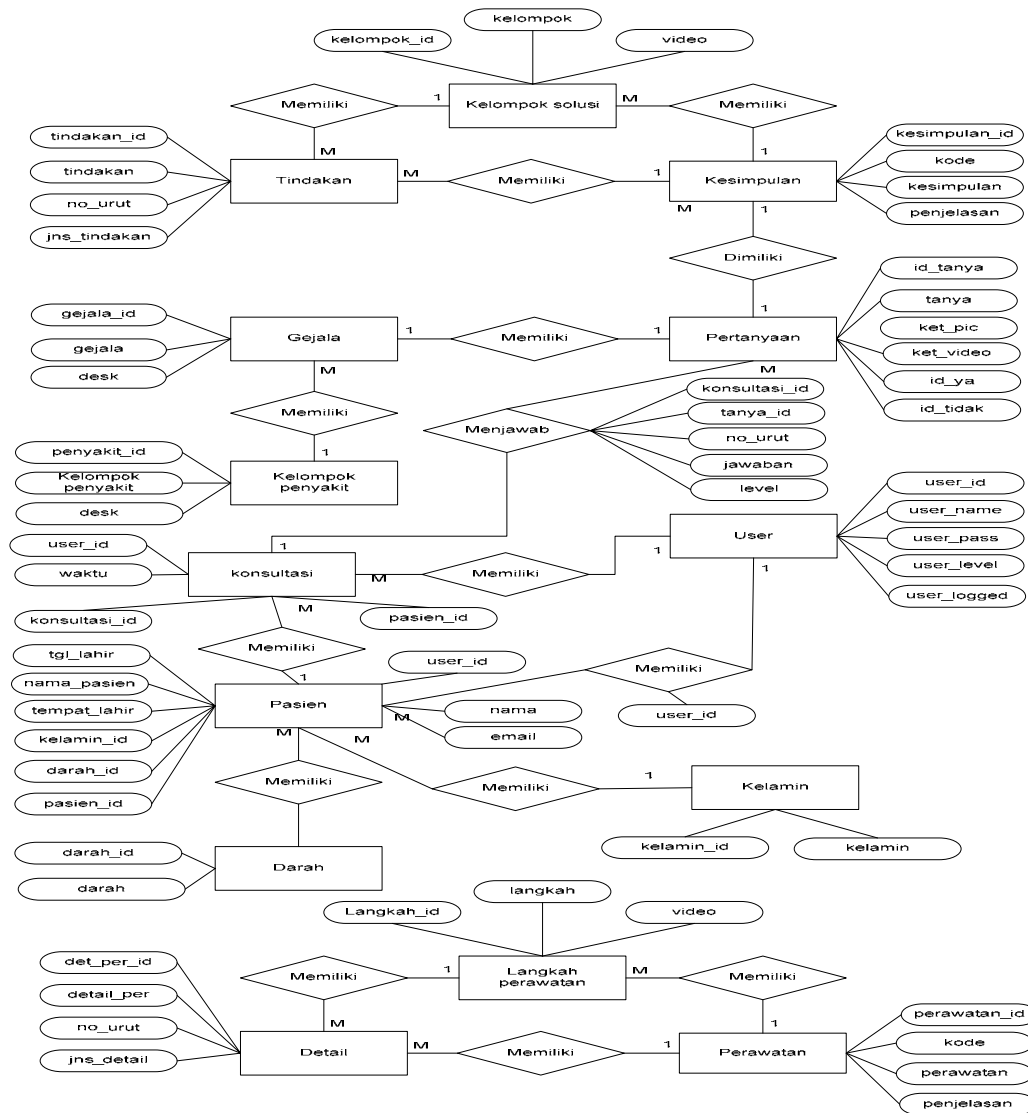 kelompok
kelompok_id
video
Memiliki
1
Kelompok solusi
M
Memiliki
tindakan_id
M
1
kesimpulan_id
tindakan
kode
Tindakan
M
Memiliki
1
Kesimpulan
no_urut
kesimpulan
M
1
jns_tindakan
penjelasan
Dimiliki
id_tanya
gejala_id
1
tanya
Gejala
1
Memiliki
1
Pertanyaan
ket_pic
gejala
ket_video
M
M
desk
id_ya
konsultasi_id
id_tidak
Memiliki
tanya_id
Menjawab
no_urut
penyakit_id
1
jawaban
Kelompok
penyakit
Kelompok
penyakit
level
user_id
desk
user_name
user_id
User
user_pass
1
1
waktu
user_level
konsultasi
M
Memiliki
1
user_logged
M
konsultasi_id
pasien_id
Memiliki
tgl_lahir
user_id
Memiliki
1
nama_pasien
Pasien
nama
tempat_lahir
user_id
M
email
kelamin_id
M
M
darah_id
1
Memiliki
Memiliki
Kelamin
pasien_id
kelamin_id
kelamin
darah_id
Darah
darah
langkah
Langkah_id
video
det_per_id
Memiliki
1
Langkah
perawatan
M
Memiliki
detail_per
perawatan_id
no_urut
M
1
kode
Detail
M
Memiliki
1
Perawatan
perawatan
jns_detail
penjelasan